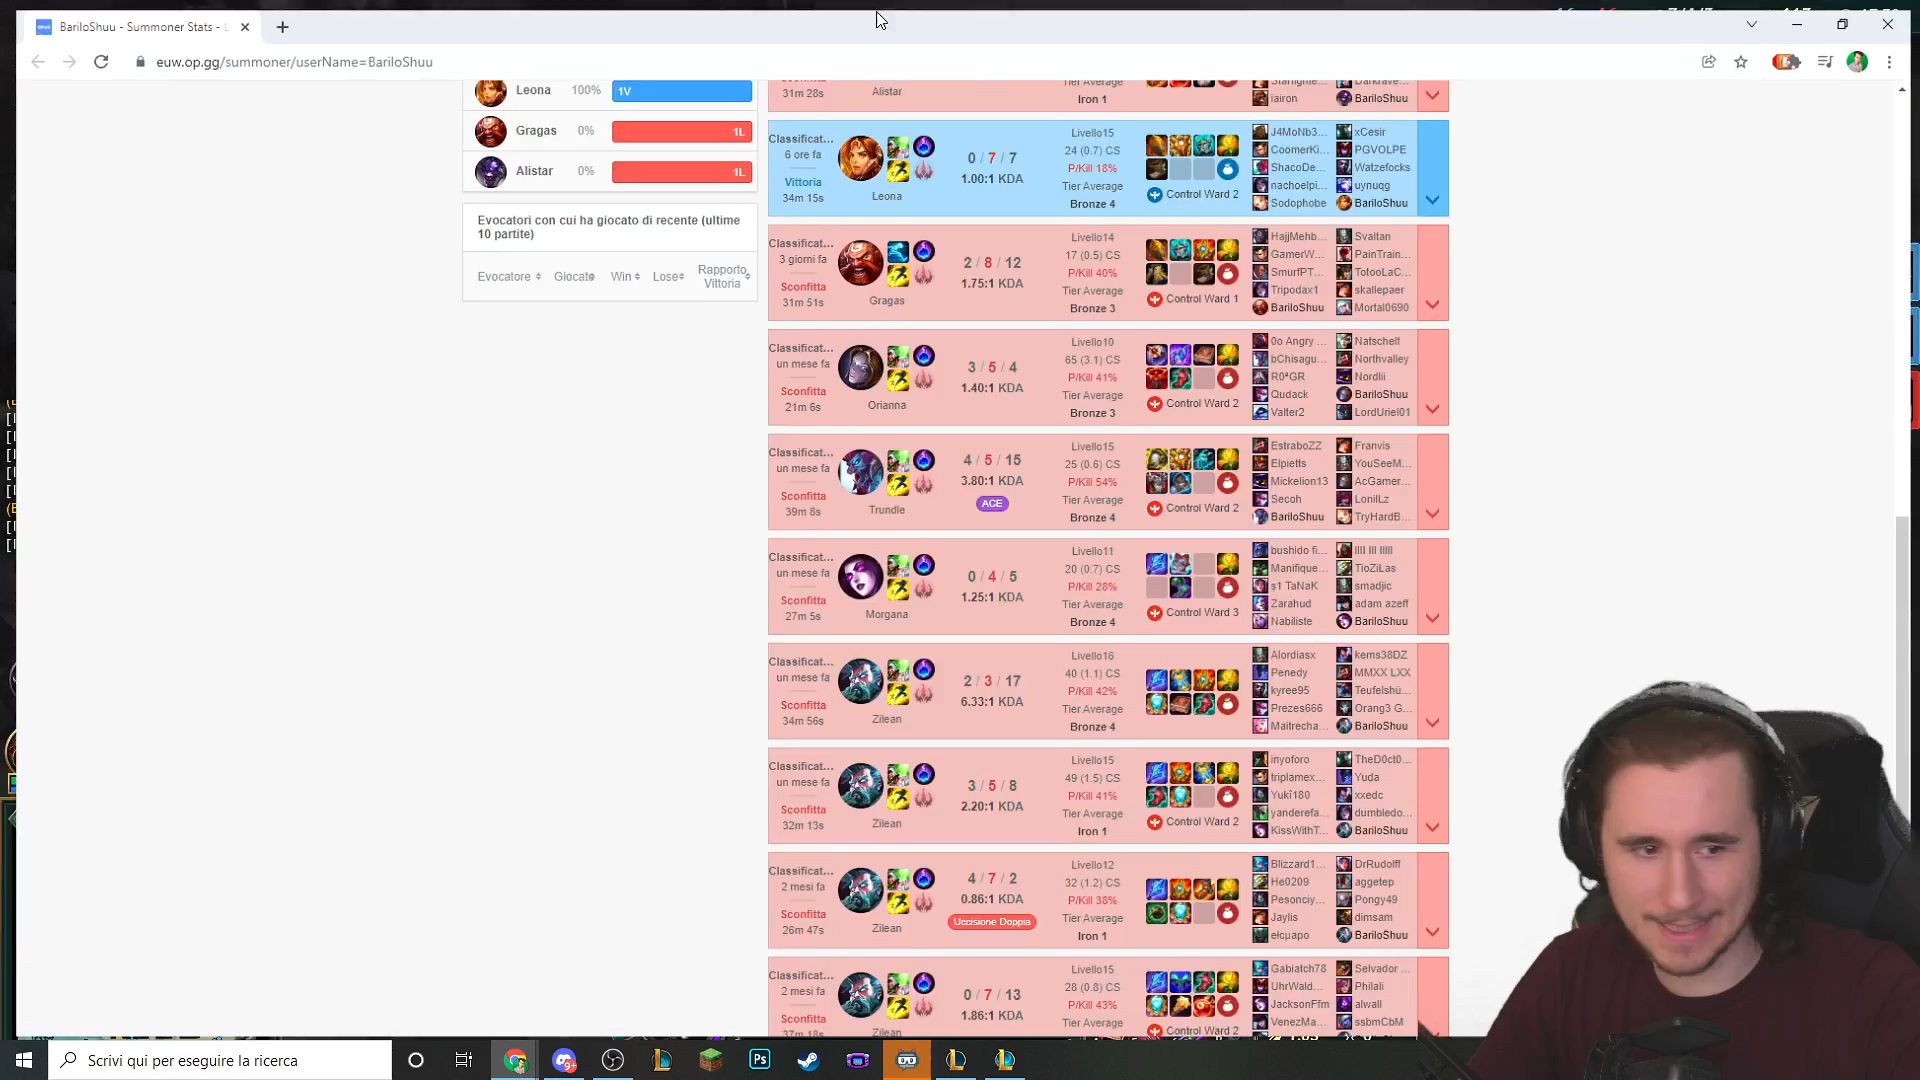 BariloShuu - Summoner Stats - L
euw.op.gg/summoner/userName=BariloShuu
Leona 100% 1V
Gragas 0% 1L
Alistar 0% 1L
Evocatori con cui ha giocato di recente (ultime
10 partite)
Evocatore Giocate Win Lose Rapporto
Vittoria
31m 28s Alistar Tier Average Iron 1 iairon BariloShuu
Classificat... 6 ore fa Vittoria 34m 15s
Leona
0 / 7 / 7
1.00:1 KDA
Livello15
24 (0.7) CS
P/Kill 18%
Tier Average
Bronze 4
Control Ward 2
J4MoNb3... xCesir
CoomerKi... PGVOLPE
ShacoDe... Watzefocks
nachoelpi... uynuqg
Sodophobe BariloShuu
Classificat... 3 giorni fa Sconfitta 31m 51s
Gragas
2 / 8 / 12
1.75:1 KDA
Livello14
17 (0.5) CS
P/Kill 40%
Tier Average
Bronze 3
Control Ward 1
HajjMehb... Svaltan
GamerW... PainTrain...
SmurfPT... TotooLaC...
Tripodax1 skallepaer
BariloShuu Mortal0690
Classificat... un mese fa Sconfitta 21m 6s
Orianna
3 / 5 / 4
1.40:1 KDA
Livello10
65 (3.1) CS
P/Kill 41%
Tier Average
Bronze 3
Control Ward 2
0o Angry ... Natschelf
bChisagu... Northvalley
R0ªGR Nordlii
Qudack BariloShuu
Valter2 LordUriel01
Classificat... un mese fa Sconfitta 39m 8s
Trundle
4 / 5 / 15
3.80:1 KDA
ACE
Livello15
25 (0.6) CS
P/Kill 54%
Tier Average
Bronze 4
Control Ward 2
EstraboZZ Franvis
Elpietts YouSeeM...
Mickelion13 AcGamer...
Secoh LonilLz
BariloShuu TryHardB...
Classificat... un mese fa Sconfitta 27m 5s
Morgana
0 / 4 / 5
1.25:1 KDA
Livello11
20 (0.7) CS
P/Kill 28%
Tier Average
Bronze 4
Control Ward 3
bushido fi...
Manifique... TioZiLas
ș1 TaNaK smadjic
Zarahud adam azeff
Nabiliste BariloShuu
Classificat... un mese fa Sconfitta 34m 56s
Zilean
2 / 3 / 17
6.33:1 KDA
Livello16
40 (1.1) CS
P/Kill 42%
Tier Average
Bronze 4
Alordiasx kems38DZ
Penedy MMXX LXX
kyree95 Teufelshü...
Prezes666 Orang3 G...
Maitrecha... BariloShuu
Classificat... un mese fa Sconfitta 32m 13s
Zilean
3 / 5 / 8
2.20:1 KDA
Livello15
49 (1.5) CS
P/Kill 41%
Tier Average
Iron 1
Control Ward 2
inyoforo TheD0ct0...
triplamex... Yuda
Yukî180 xxedc
yanderefa... dumbledo...
KissWithT... BariloShuu
Classificat... 2 mesi fa Sconfitta 26m 47s
Zilean
4 / 7 / 2
0.86:1 KDA
Uccisione Doppia
Livello12
32 (1.2) CS
P/Kill 38%
Tier Average
Iron 1
Blizzard1... DrRudolff
He0209 aggetep
Pesonciy... Pongy49
Jaylis dimsam
ełcμapo BariloShuu
Classificat... 2 mesi fa Sconfitta 37m 18s
Zilean
0 / 7 / 13
1.86:1 KDA
Livello15
28 (0.8) CS
P/Kill 43%
Tier Average
Control Ward 2
Gabiatch78 Selvador ...
UhrWald... Philali
JacksonFfm alwall
VenezMa... ssbmCbM
Scrivi qui per eseguire la ricerca
9+
Ps